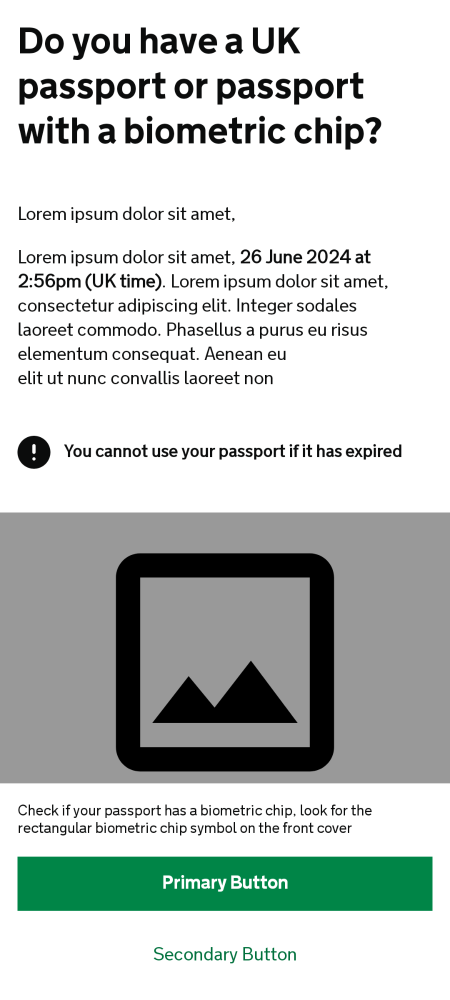 Do you have a UK
passport or passport
with a biometric chip?
Lorem ipsum dolor sit amet,
Lorem ipsum dolor sit amet, 26 June 2024 at
2:56pm (UK time). Lorem ipsum dolor sit amet,
consectetur adipiscing elit. Integer sodales
laoreet commodo. Phasellus a purus eu risus
elementum consequat. Aenean eu
elit ut nunc convallis laoreet non
You cannot use your passport if it has expired
Check if your passport has a biometric chip, look for the
rectangular biometric chip symbol on the front cover
Primary Button
Secondary Button